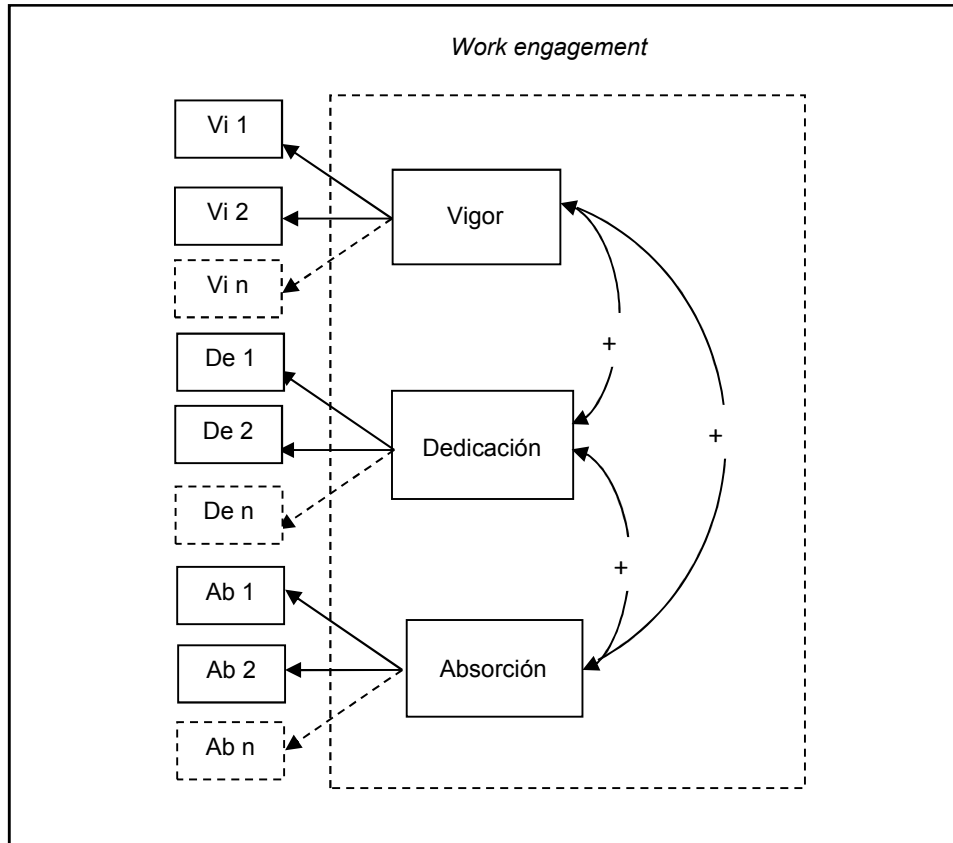 Work engagement
Vi 1
Vi 2
Vigor
Vi n
De 1
+
De 2
Dedicación
+
De n
+
Ab 1
Ab 2
Absorción
Ab n